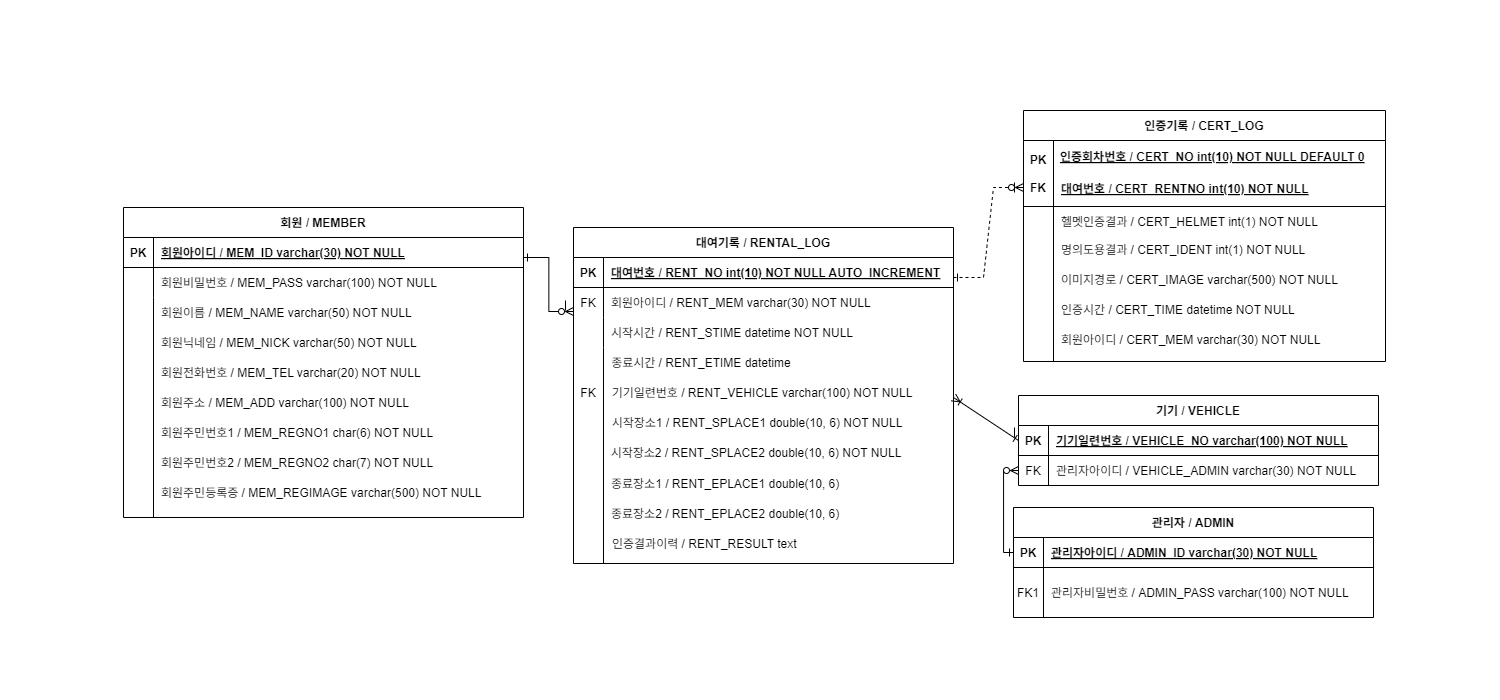 회원 / MEMBER
PK 회원아이디 / MEM_ID varchar(30) NOT NULL
회원비밀번호 / MEM_PASS varchar(100) NOT NULL
회원이름 / MEM_NAME varchar(50) NOT NULL
회원닉네임 / MEM_NICK varchar(50) NOT NULL
회원전화번호 / MEM_TEL varchar(20) NOT NULL
회원주소 / MEM_ADD varchar(100) NOT NULL
회원주민번호1 / MEM_REGNO1 char(6) NOT NULL
회원주민번호2 / MEM_REGNO2 char(7) NOT NULL
회원주민등록증 / MEM_REGIMAGE varchar(500) NOT NULL
대여기록 / RENTAL_LOG
PK 대여번호 / RENT_NO int(10) NOT NULL AUTO_INCREMENT
FK 회원아이디 / RENT_MEM varchar(30) NOT NULL
시작시간 / RENT_STIME datetime NOT NULL
종료시간 / RENT_ETIME datetime
FK 기기일련번호 / RENT_VEHICLE varchar(100) NOT NULL
시작장소1 / RENT_SPLACE1 double(10, 6) NOT NULL
시작장소2 / RENT_SPLACE2 double(10, 6) NOT NULL
종료장소1 / RENT_EPLACE1 double(10, 6)
종료장소2 / RENT_EPLACE2 double(10, 6)
인증결과이력 / RENT_RESULT text
인증기록 / CERT_LOG
PK 인증회차번호 / CERT_NO int(10) NOT NULL DEFAULT 0
FK 대여번호 / CERT_RENTNO int(10) NOT NULL
헬멧인증결과 / CERT_HELMET int(1) NOT NULL
명의도용결과 / CERT_IDENT int(1) NOT NULL
이미지경로 / CERT_IMAGE varchar(500) NOT NULL
인증시간 / CERT_TIME datetime NOT NULL
회원아이디 / CERT_MEM varchar(30) NOT NULL
기기 / VEHICLE
PK 기기일련번호 / VEHICLE_NO varchar(100) NOT NULL
FK 관리자아이디 / VEHICLE_ADMIN varchar(30) NOT NULL
관리자 / ADMIN
PK 관리자아이디 / ADMIN_ID varchar(30) NOT NULL
FK1 관리자비밀번호 / ADMIN_PASS varchar(100) NOT NULL